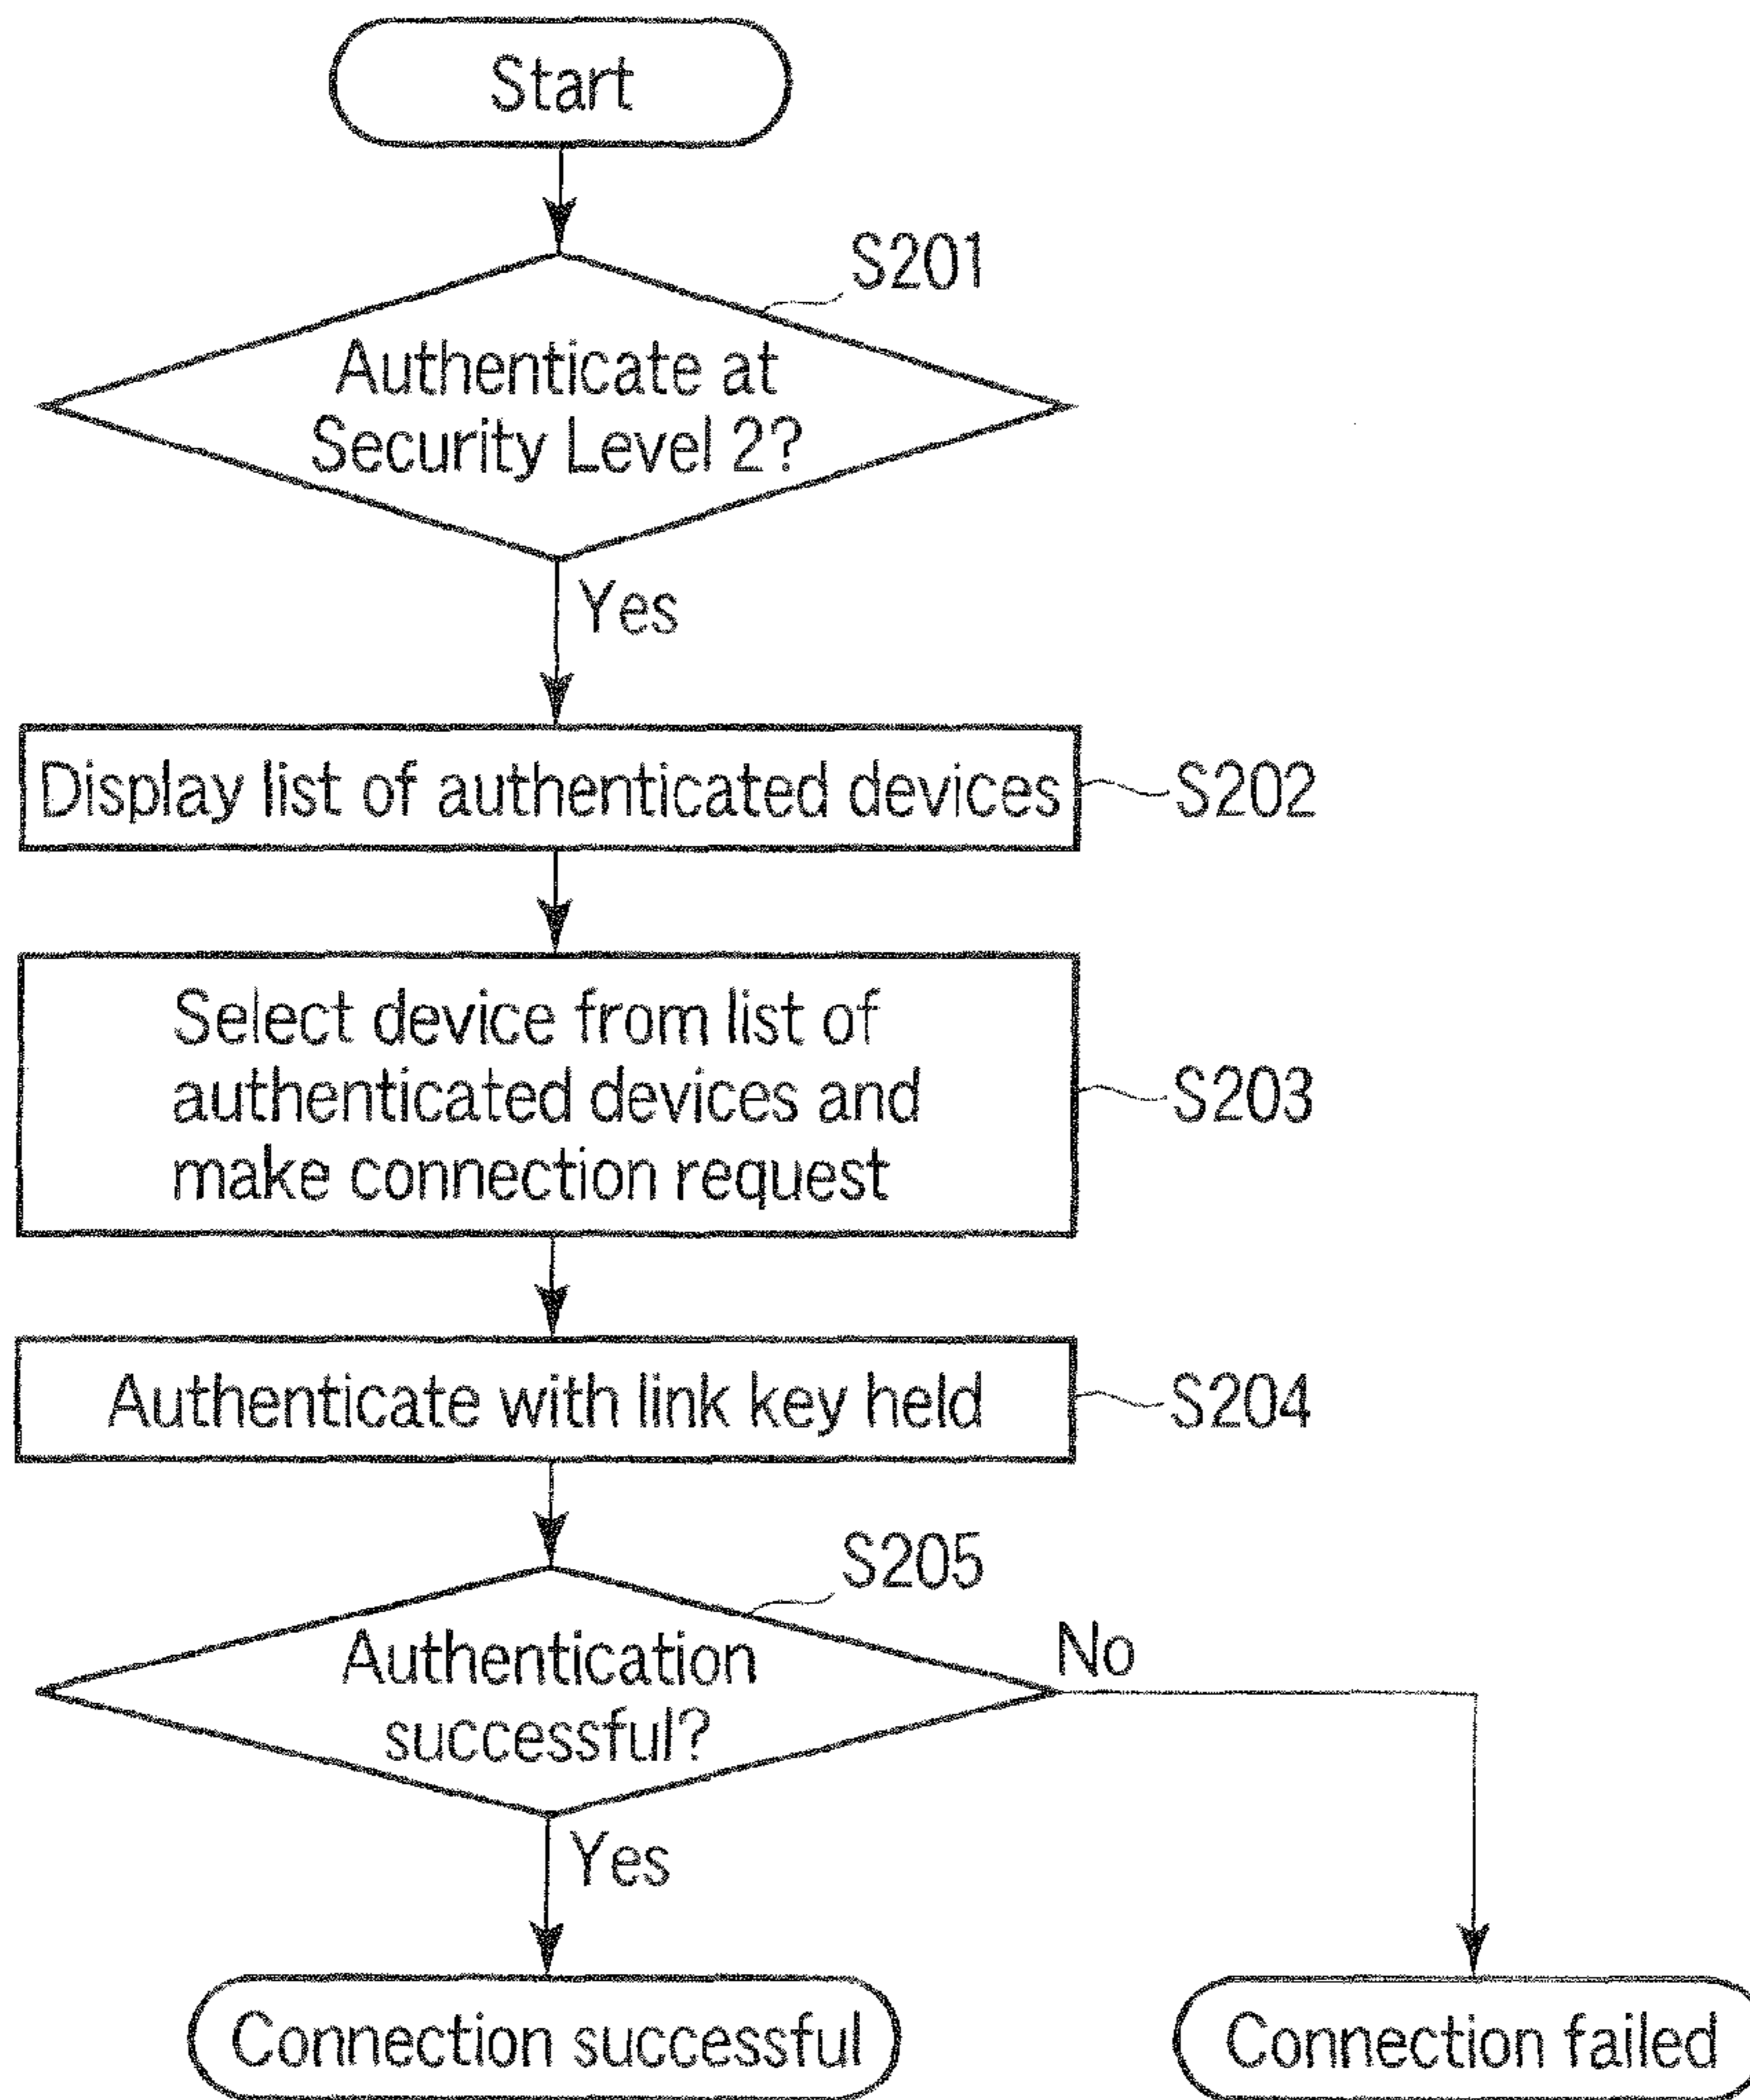 Start
S201
Authenticate at
Security Level 2?
Yes
Display list of authenticated devices
S202
Select device from list of
authenticated devices and
make connection request
S203
Authenticate with link key held
S204
S205
Authentication
successful?
No
Yes
Connection successful
Connection failed